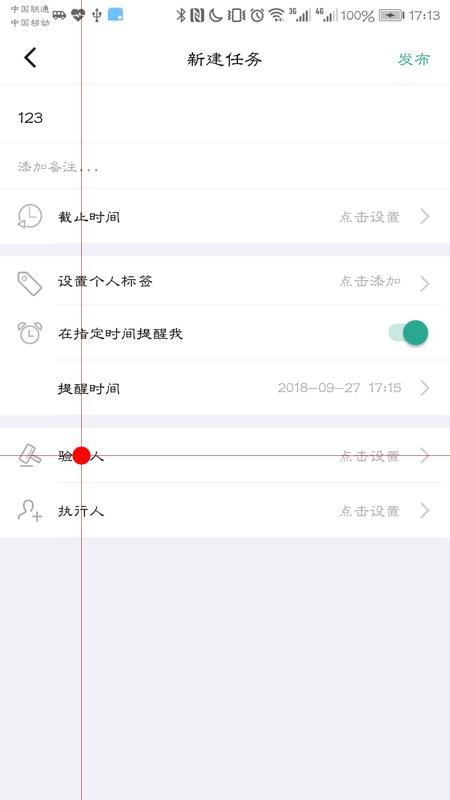 中国联通
中国移动
3G
4G
100%
17:13
新建任务
发布
123
添加备注...
截止时间
点击设置
设置个人标签
点击添加
在指定时间提醒我
提醒时间
2018-09-27 17:15
验 人
点击设置
执行人
点击设置